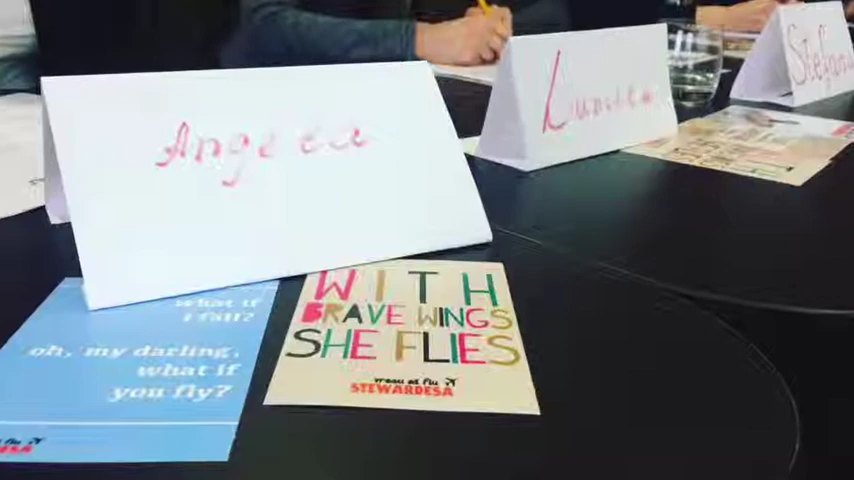 Angela
Stefania
what if
i fall?
oh, my darling
what if
you fly?
WITH
BRAVE WINGS
SHE FLIES
vreau să fiu
STEWARDESA